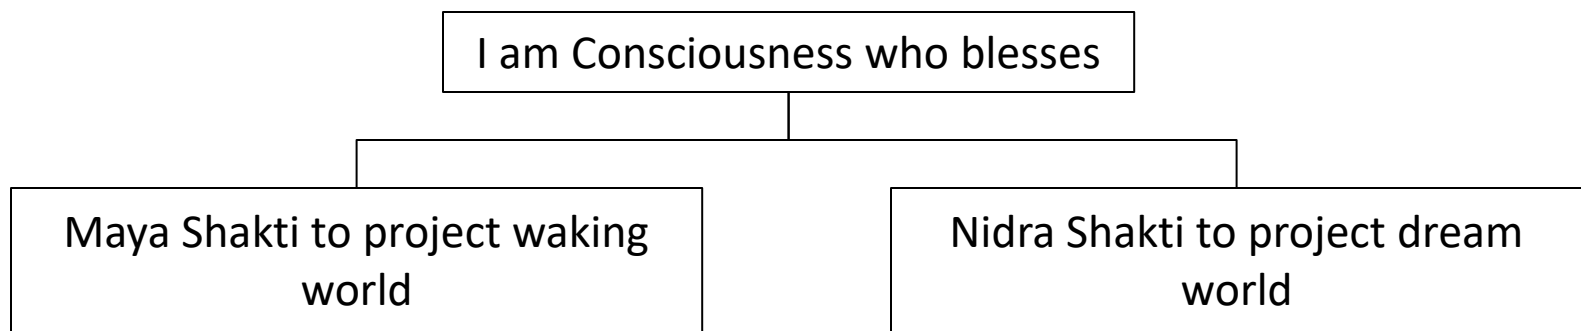 I am Consciousness who blesses
Maya Shakti to project waking
world
Nidra Shakti to project dream
world